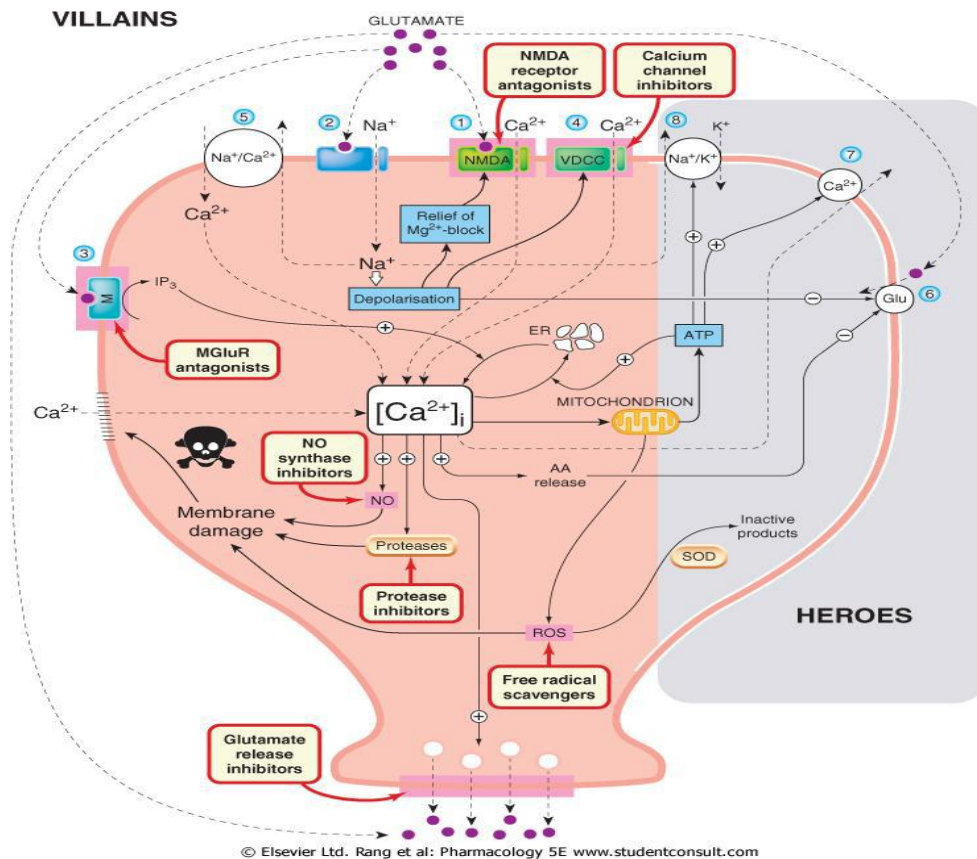 VILLAINS
GLUTAMATE
NMDA
receptor
antagonists
Calcium
channel
inhibitors
5
2
Na⁺
1
Ca²⁺
4
Ca²⁺
8
K⁺
7
Na⁺/Ca²⁺
NMDA
VDCC
Na⁺/K⁺
Ca²⁺
Ca²⁺
Relief of
Mg²⁺-block
3
Na⁺
M
IP₃
Depolarisation
Glu
6
MGluR
antagonists
ER
ATP
Ca²⁺
[Ca²⁺]ᵢ
MITOCHONDRION
NO
synthase
inhibitors
AA
release
NO
Membrane
damage
Proteases
Inactive
products
SOD
Protease
inhibitors
HEROES
ROS
Free radical
scavengers
Glutamate
release
inhibitors
© Elsevier Ltd. Rang et al: Pharmacology 5E www.studentconsult.com